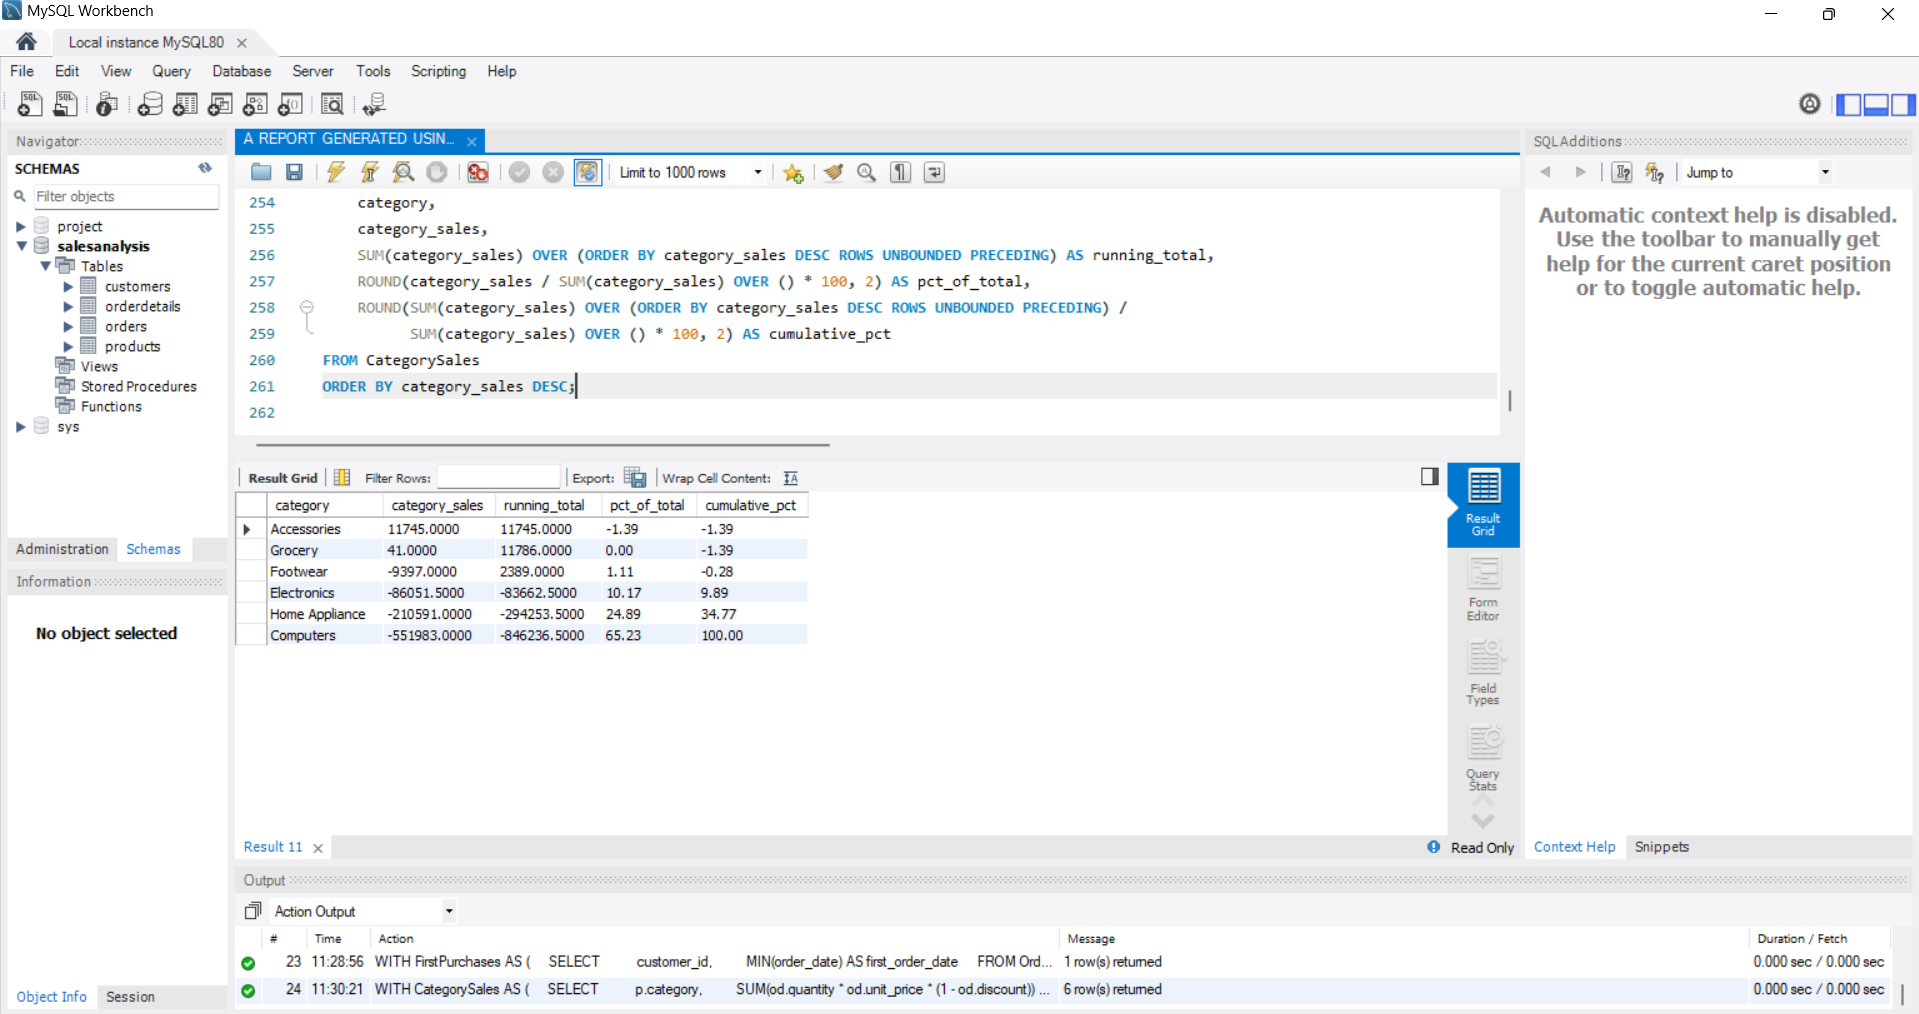 MySQL Workbench
Local instance MySQL80
File Edit View Query Database Server Tools Scripting Help
Navigator
SCHEMAS
Filter objects
project
salesanalysis
Tables
customers
orderdetails
orders
products
Views
Stored Procedures
Functions
sys
Administration Schemas
Information
No object selected
Object Info Session
A REPORT GENERATED USIN...
Limit to 1000 rows
254 category,
255 category_sales,
256 SUM(category_sales) OVER (ORDER BY category_sales DESC ROWS UNBOUNDED PRECEDING) AS running_total,
257 ROUND(category_sales / SUM(category_sales) OVER () * 100, 2) AS pct_of_total,
258 ROUND(SUM(category_sales) OVER (ORDER BY category_sales DESC ROWS UNBOUNDED PRECEDING) /
259 SUM(category_sales) OVER () * 100, 2) AS cumulative_pct
260 FROM CategorySales
261 ORDER BY category_sales DESC;
262
Result Grid Filter Rows: Export: Wrap Cell Content:
category category_sales running_total pct_of_total cumulative_pct
Accessories 11745.0000 11745.0000 -1.39 -1.39
Grocery 41.0000 11786.0000 0.00 -1.39
Footwear -9397.0000 2389.0000 1.11 -0.28
Electronics -86051.5000 -83662.5000 10.17 9.89
Home Appliance -210591.0000 -294253.5000 24.89 34.77
Computers -551983.0000 -846236.5000 65.23 100.00
Result
Grid
Form
Editor
Field
Types
Query
Stats
Result 11
Read Only
SQLAdditions
Jump to
Automatic context help is disabled.
Use the toolbar to manually get
help for the current caret position
or to toggle automatic help.
Context Help Snippets
Output
Action Output
# Time Action Message Duration / Fetch
23 11:28:56 WITH FirstPurchases AS ( SELECT customer_id, MIN(order_date) AS first_order_date FROM Ord... 1 row(s) returned 0.000 sec / 0.000 sec
24 11:30:21 WITH CategorySales AS ( SELECT p.category, SUM(od.quantity * od.unit_price * (1 - od.discount)) ... 6 row(s) returned 0.000 sec / 0.000 sec